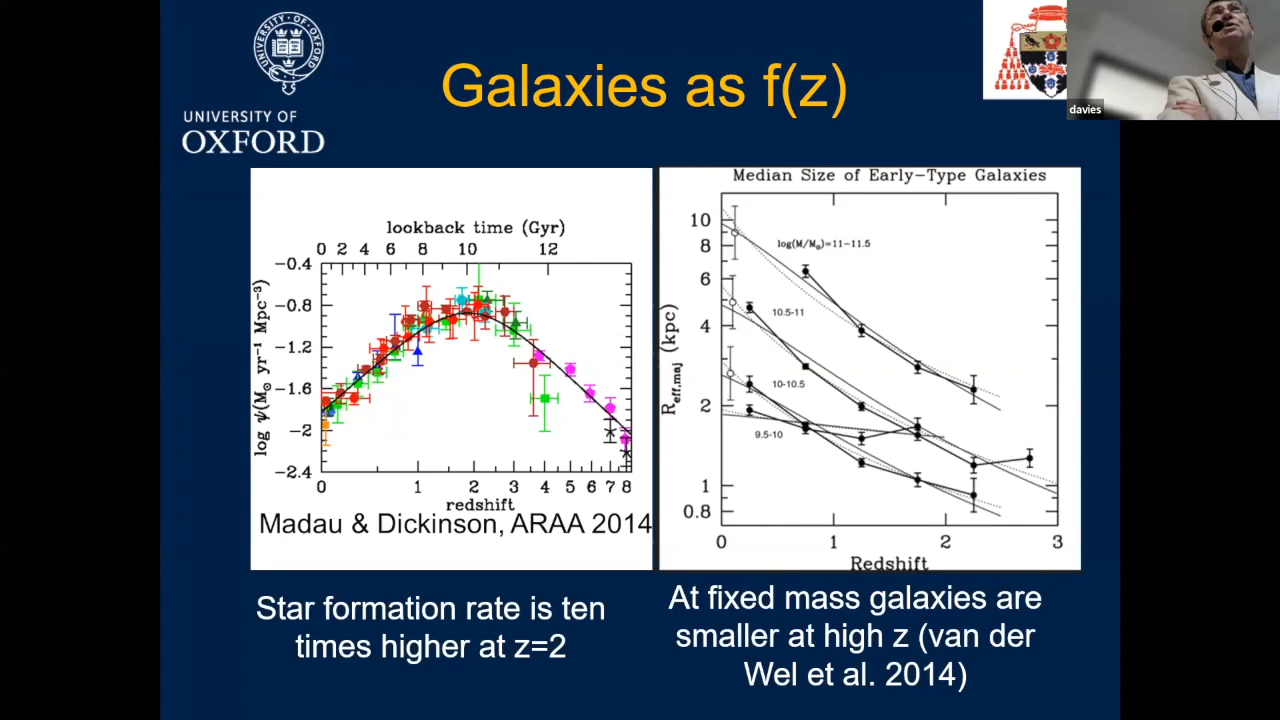 UNIVERSITY OF OXFORD
UNIVERSITY OF
OXFORD
Galaxies as f(z)
davies
lookback time (Gyr)
0 2 4 6 8 10 12
−0.4
−0.8
−1.2
−1.6
−2
−2.4
log ψ(M⊙ yr⁻¹ Mpc⁻³)
0 1 2 3 4 5 6 7 8
redshift
Madau & Dickinson, ARAA 2014
Median Size of Early-Type Galaxies
10
8
6
4
2
1
0.8
R_eff,maj (kpc)
log(M/M⊙)=11-11.5
10.5-11
10-10.5
9.5-10
0 1 2 3
Redshift
Star formation rate is ten
times higher at z=2
At fixed mass galaxies are
smaller at high z (van der
Wel et al. 2014)